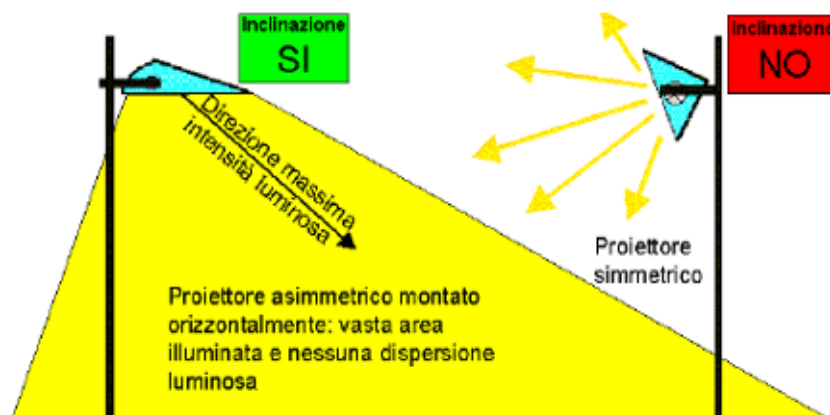 Inclinazione
SI
Inclinazione
NO
Direzione massima
intensità luminosa
Proiettore
simmetrico
Proiettore asimmetrico montato
orizzontalmente: vasta area
illuminata e nessuna dispersione
luminosa